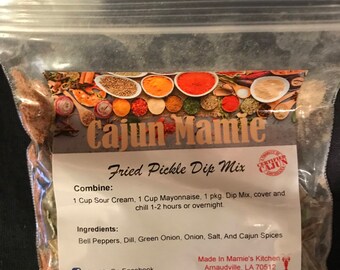 Cajun Mamie
Fried Pickle Dip Mix
CAJUN
Combine:
1 Cup Sour Cream, 1 Cup Mayonnaise, 1 pkg. Dip Mix, cover and
chill 1-2 hours or overnight.
Ingredients:
Bell Peppers, Dill, Green Onion, Onion, Salt, And Cajun Spices
Made In Mamie's Kitchen
Arnaudville, LA 70512